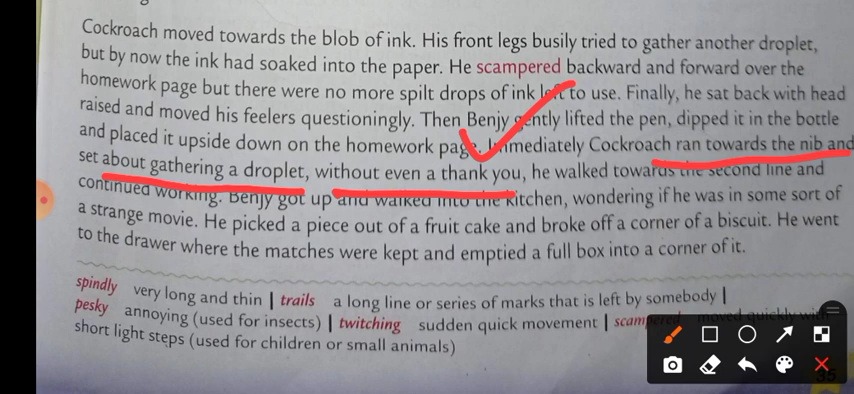 Cockroach moved towards the blob of ink. His front legs busily tried to gather another droplet,
but by now the ink had soaked into the paper. He scampered backward and forward over the
homework page but there were no more spilt drops of ink left to use. Finally, he sat back with head
raised and moved his feelers questioningly. Then Benjy gently lifted the pen, dipped it in the bottle
and placed it upside down on the homework page. Immediately Cockroach ran towards the nib and
set about gathering a droplet, without even a thank you, he walked towards the second line and
continued working. Benjy got up and walked into the kitchen, wondering if he was in some sort of
a strange movie. He picked a piece out of a fruit cake and broke off a corner of a biscuit. He went
to the drawer where the matches were kept and emptied a full box into a corner of it.
spindly very long and thin | trails a long line or series of marks that is left by somebody |
pesky annoying (used for insects) | twitching sudden quick movement | scampered moved quickly with
short light steps (used for children or small animals)